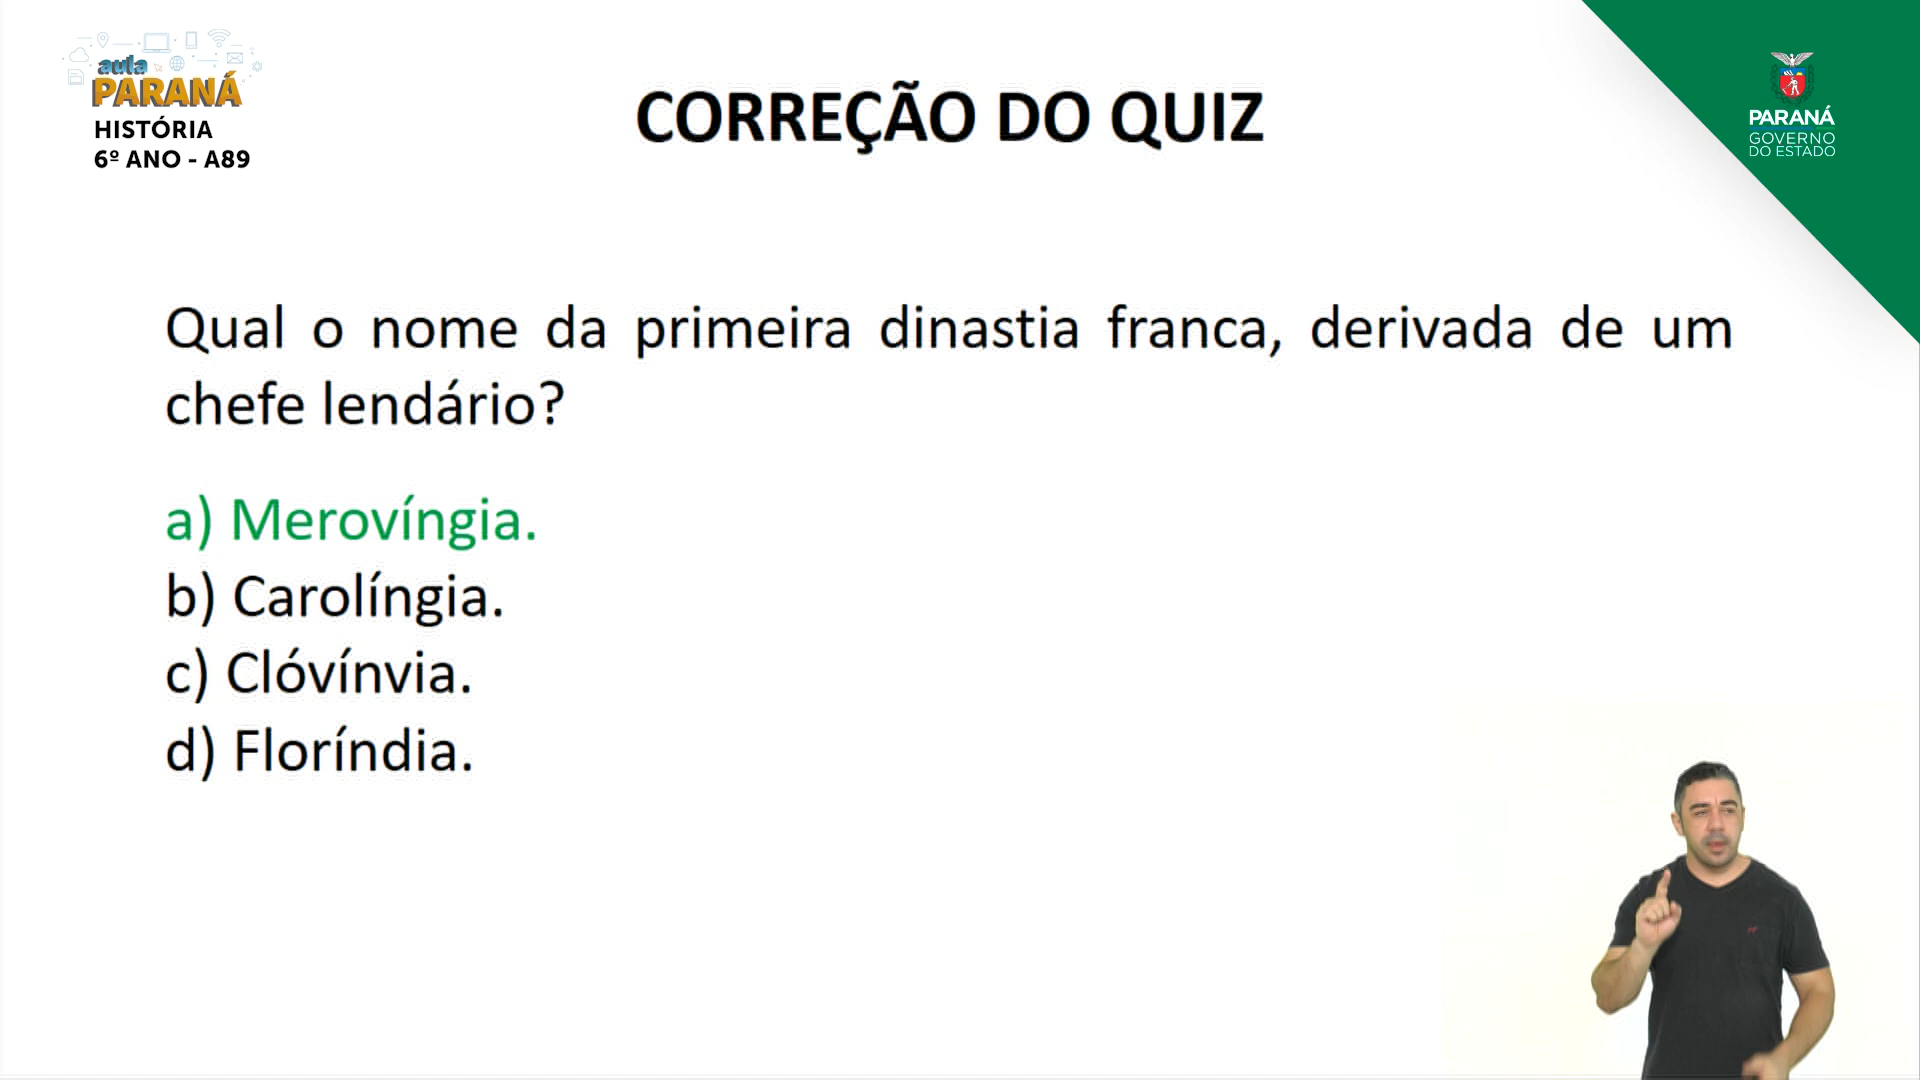 aula
PARANÁ
HISTÓRIA
6º ANO - A89
CORREÇÃO DO QUIZ
PARANÁ
GOVERNO
DO ESTADO
Qual o nome da primeira dinastia franca, derivada de um
chefe lendário?
a) Merovíngia.
b) Carolíngia.
c) Clóvínvia.
d) Floríndia.